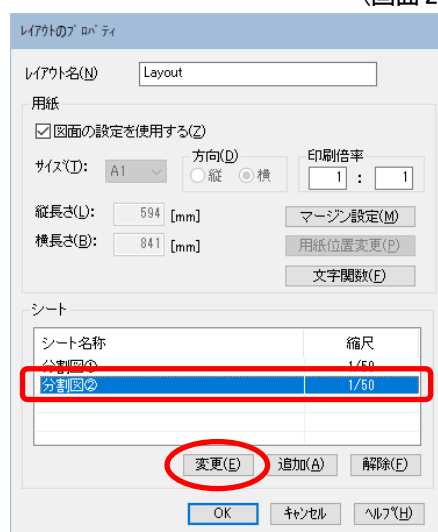 (図面2
レイアウトのプロパティ
レイアウト名(N) Layout
用紙
図面の設定を使用する(Z)
サイズ(T): A1 方向(D) 縦 横 印刷倍率 1 : 1
縦長さ(L): 594 [mm] マージン設定(M)
横長さ(B): 841 [mm] 用紙位置変更(P)
文字関数(F)
シート
シート名称 縮尺
分割図① 1/50
分割図② 1/50
変更(E) 追加(A) 解除(F)
OK キャンセル ヘルプ(H)